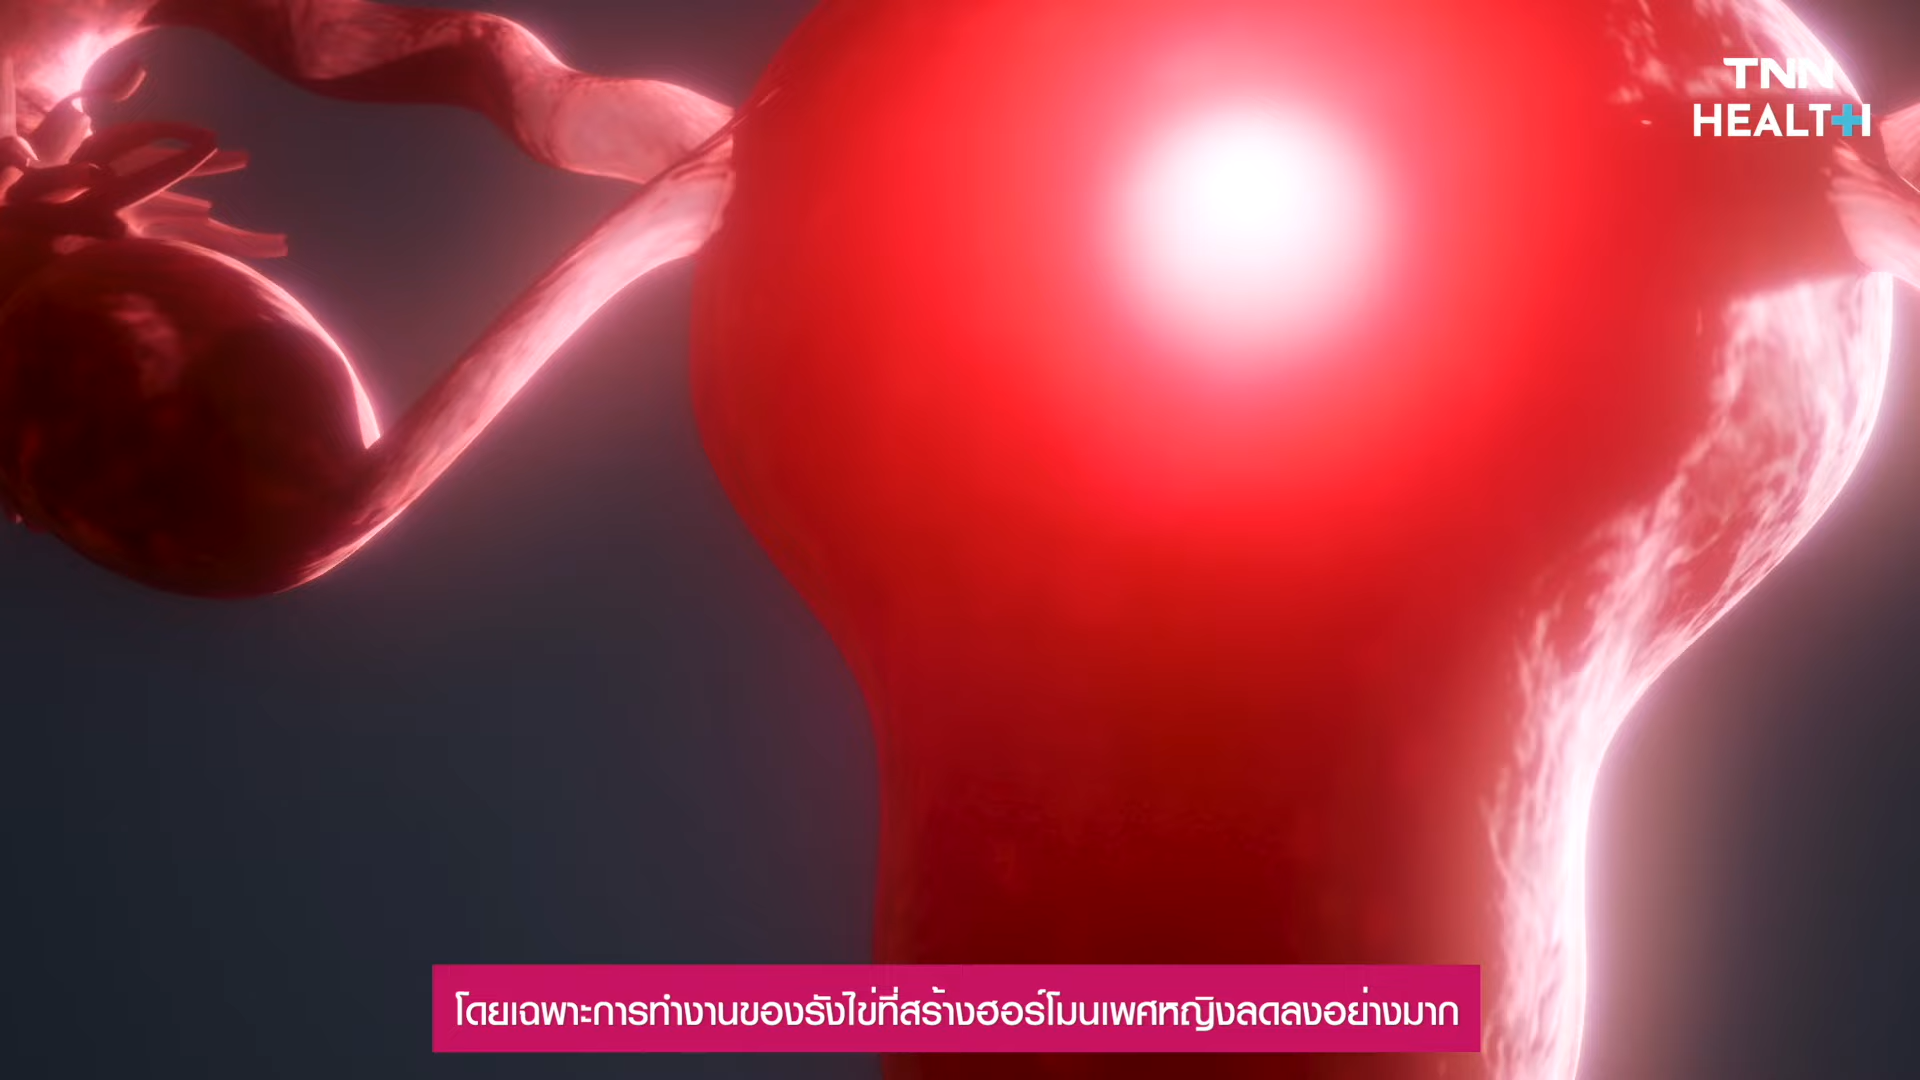 TNN
HEALTH
โดยเฉพาะการทำงานของรังไข่ที่สร้างฮอร์โมนเพศหญิงลดลงอย่างมาก